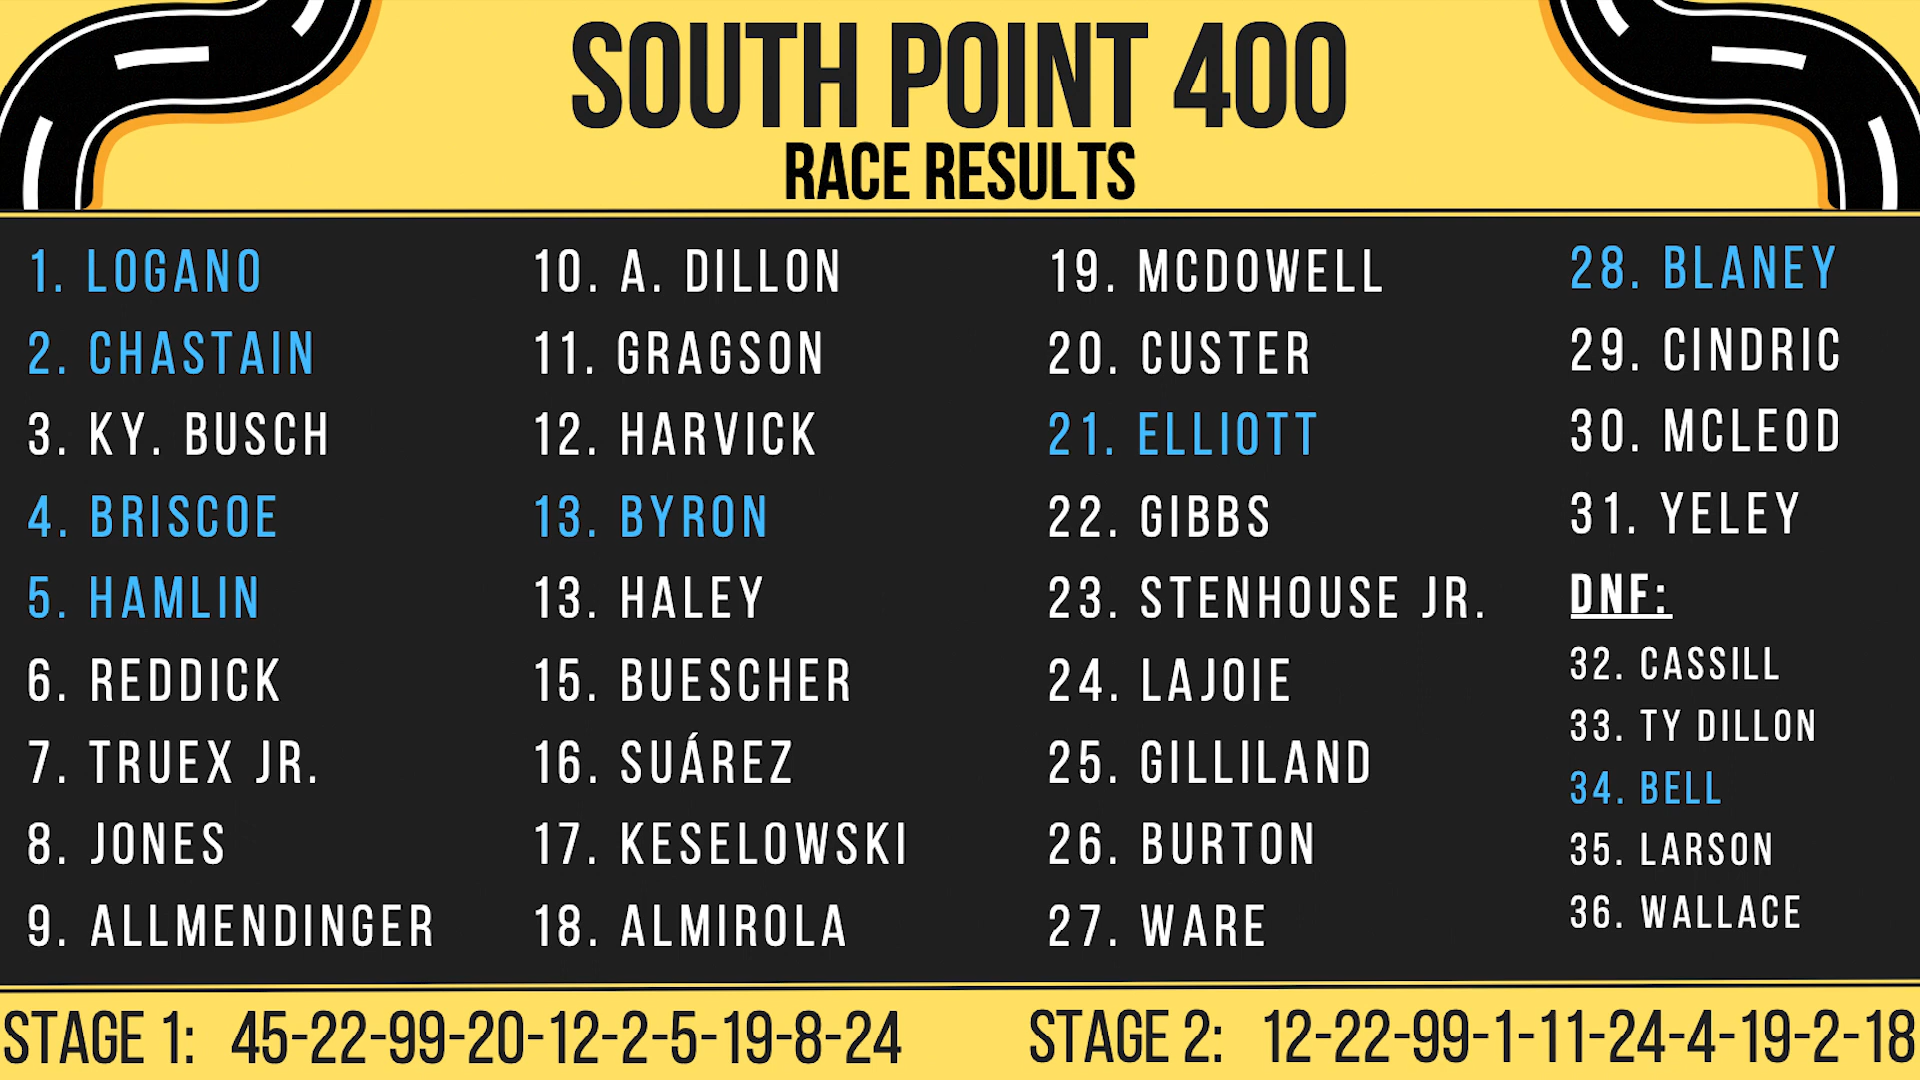 SOUTH POINT 400
RACE RESULTS
1. LOGANO
2. CHASTAIN
3. KY. BUSCH
4. BRISCOE
5. HAMLIN
6. REDDICK
7. TRUEX JR.
8. JONES
9. ALLMENDINGER
10. A. DILLON
11. GRAGSON
12. HARVICK
13. BYRON
13. HALEY
15. BUESCHER
16. SUÁREZ
17. KESELOWSKI
18. ALMIROLA
19. MCDOWELL
20. CUSTER
21. ELLIOTT
22. GIBBS
23. STENHOUSE JR.
24. LAJOIE
25. GILLILAND
26. BURTON
27. WARE
28. BLANEY
29. CINDRIC
30. MCLEOD
31. YELEY
DNF:
32. CASSILL
33. TY DILLON
34. BELL
35. LARSON
36. WALLACE
STAGE 1: 45-22-99-20-12-2-5-19-8-24
STAGE 2: 12-22-99-1-11-24-4-19-2-18